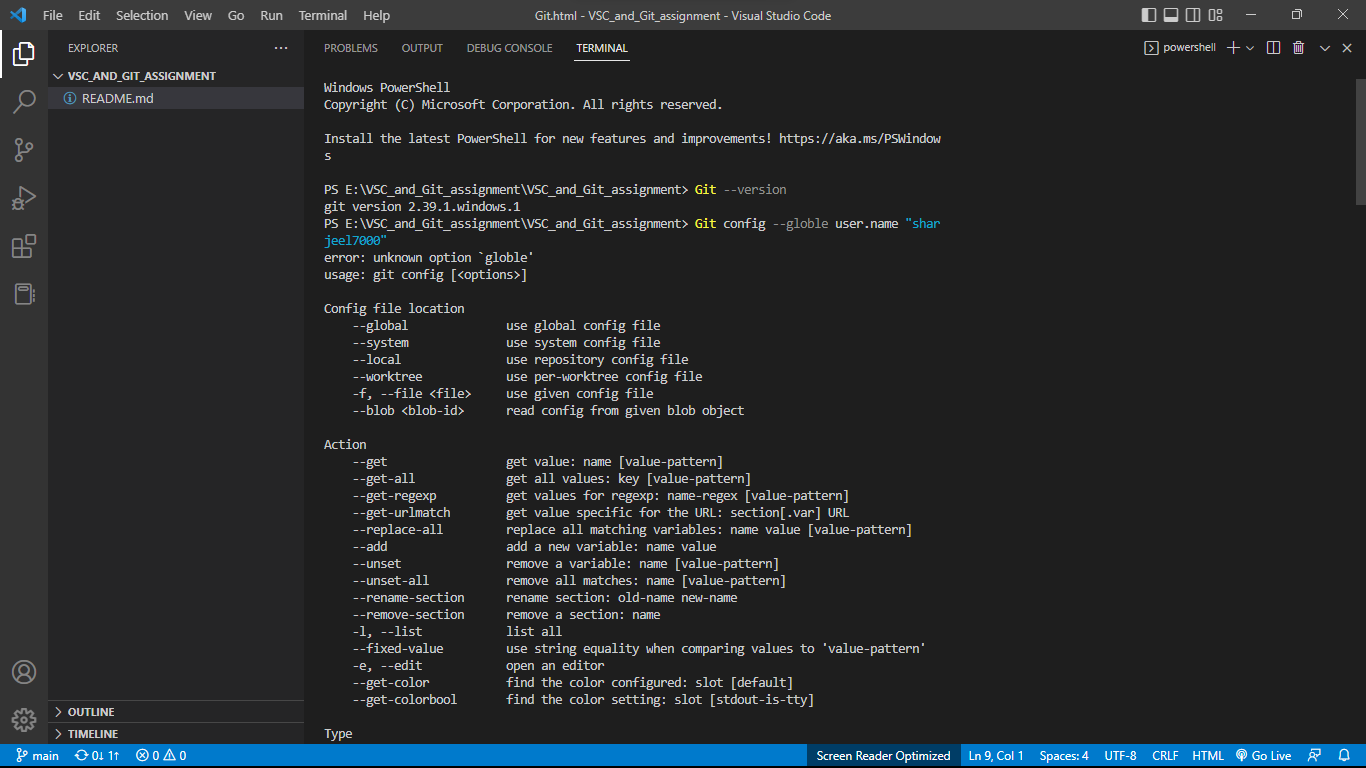 File Edit Selection View Go Run Terminal Help
Git.html - VSC_and_Git_assignment - Visual Studio Code
EXPLORER
VSC_AND_GIT_ASSIGNMENT
README.md
OUTLINE
TIMELINE
PROBLEMS OUTPUT DEBUG CONSOLE TERMINAL
powershell
Windows PowerShell
Copyright (C) Microsoft Corporation. All rights reserved.
Install the latest PowerShell for new features and improvements! https://aka.ms/PSWindow
s
PS E:\VSC_and_Git_assignment\VSC_and_Git_assignment> Git --version
git version 2.39.1.windows.1
PS E:\VSC_and_Git_assignment\VSC_and_Git_assignment> Git config --globle user.name "shar
jeel7000"
error: unknown option `globle'
usage: git config [<options>]
Config file location
--global use global config file
--system use system config file
--local use repository config file
--worktree use per-worktree config file
-f, --file <file> use given config file
--blob <blob-id> read config from given blob object
Action
--get get value: name [value-pattern]
--get-all get all values: key [value-pattern]
--get-regexp get values for regexp: name-regex [value-pattern]
--get-urlmatch get value specific for the URL: section[.var] URL
--replace-all replace all matching variables: name value [value-pattern]
--add add a new variable: name value
--unset remove a variable: name [value-pattern]
--unset-all remove all matches: name [value-pattern]
--rename-section rename section: old-name new-name
--remove-section remove a section: name
-l, --list list all
--fixed-value use string equality when comparing values to 'value-pattern'
-e, --edit open an editor
--get-color find the color configured: slot [default]
--get-colorbool find the color setting: slot [stdout-is-tty]
Type
main 0↓ 1↑ 0 0 Screen Reader Optimized Ln 9, Col 1 Spaces: 4 UTF-8 CRLF HTML Go Live